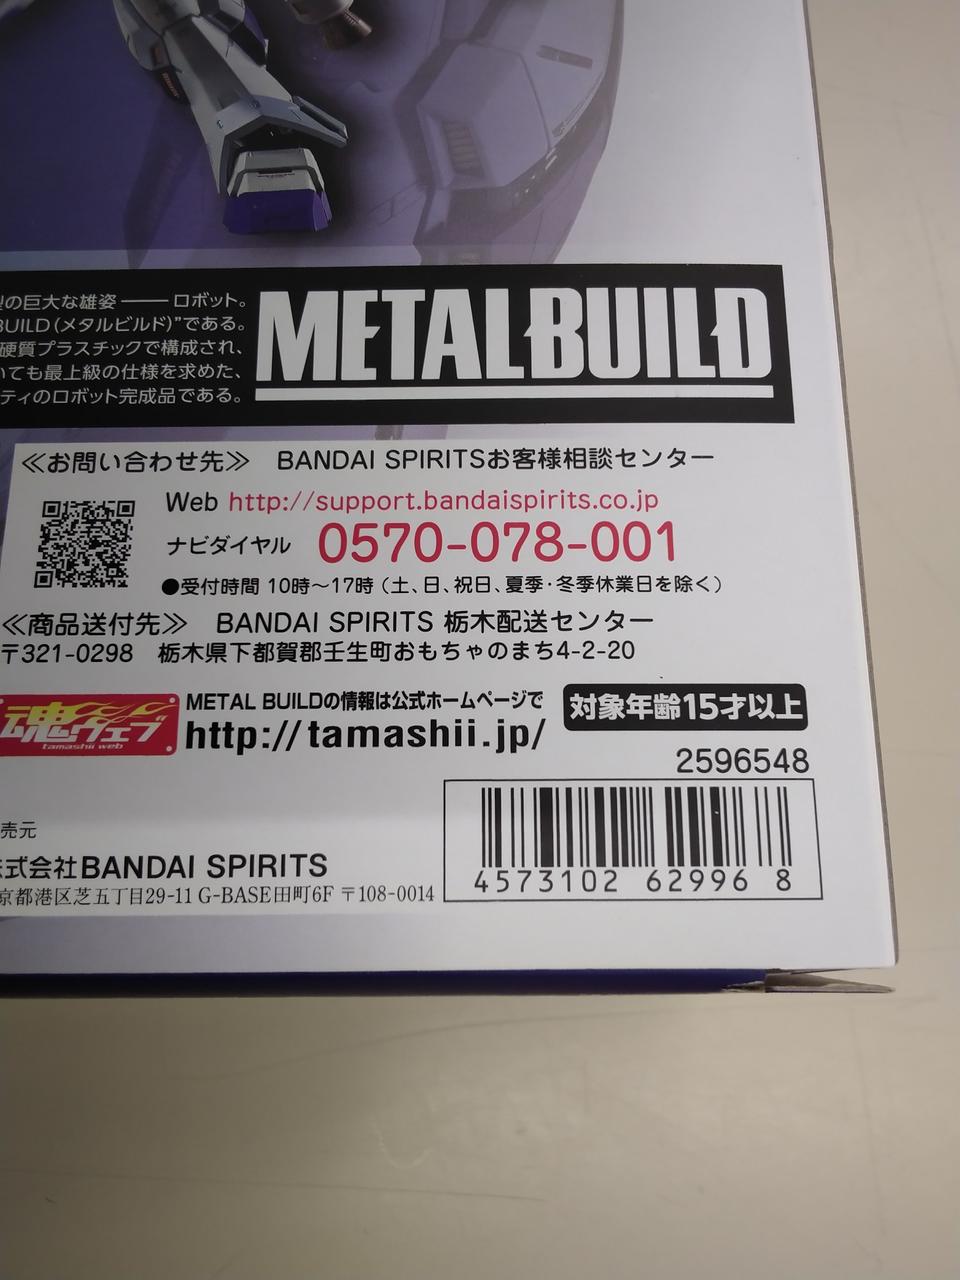 の巨大な雄姿 ―― ロボット。
BUILD(メタルビルド)”である。
硬質プラスチックで構成され、
いても最上級の仕様を求めた、
ティのロボット完成品である。
METAL BUILD
≪お問い合わせ先≫ BANDAI SPIRITSお客様相談センター
Web http://support.bandaispirits.co.jp
ナビダイヤル 0570-078-001
●受付時間 10時~17時(土、日、祝日、夏季・冬季休業日を除く)
≪商品送付先≫ BANDAI SPIRITS 栃木配送センター
〒321-0298 栃木県下都賀郡壬生町おもちゃのまち4-2-20
魂ウェブ
tamashii web
METAL BUILDの情報は公式ホームページで
http://tamashii.jp/
対象年齢15才以上
2596548
4573102 62996 8
売元
式会社BANDAI SPIRITS
京都港区芝五丁目29-11 G-BASE田町6F 〒108-0014